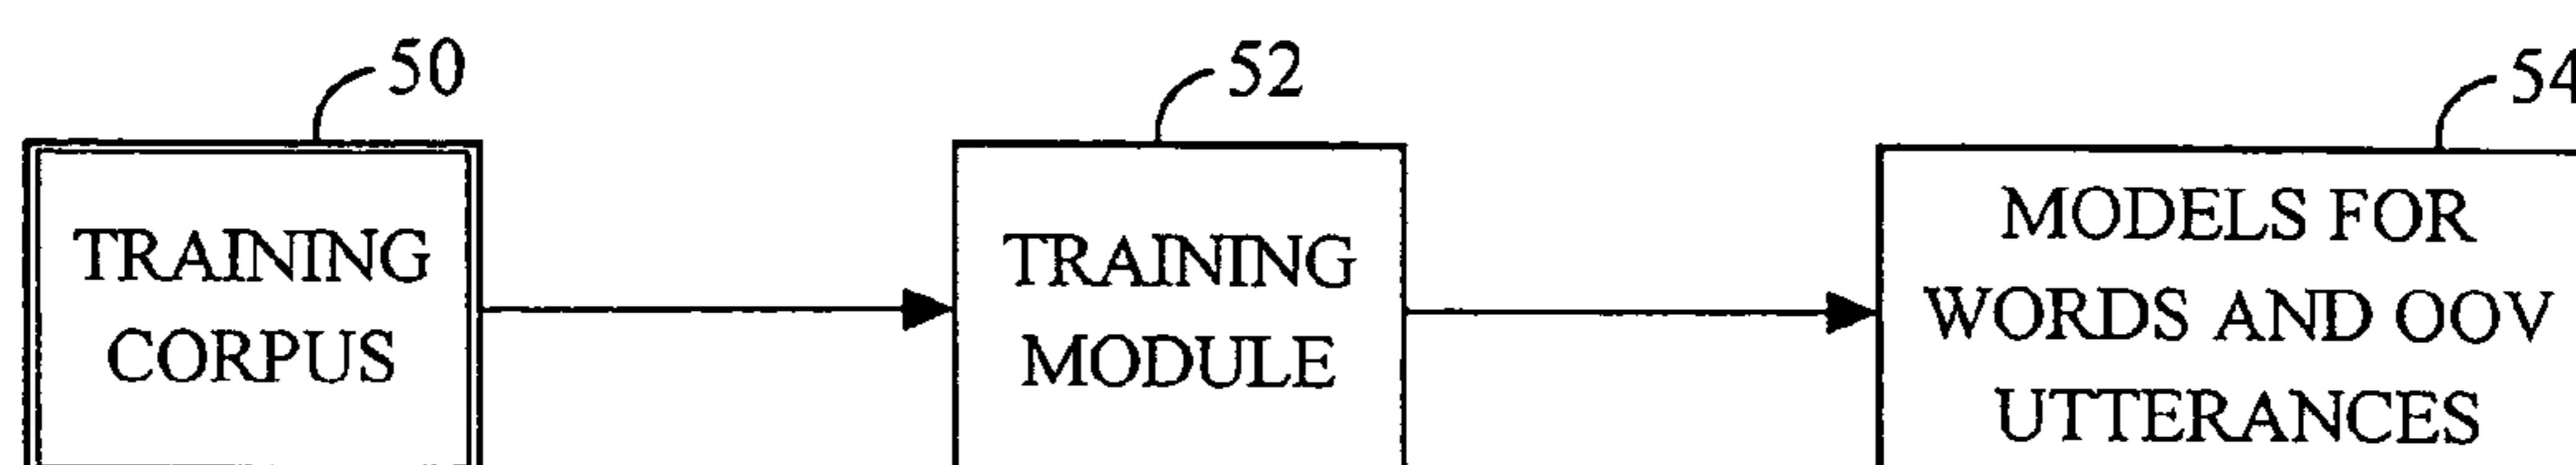 50
52
54
TRAINING
CORPUS
TRAINING
MODULE
MODELS FOR
WORDS AND OOV
UTTERANCES